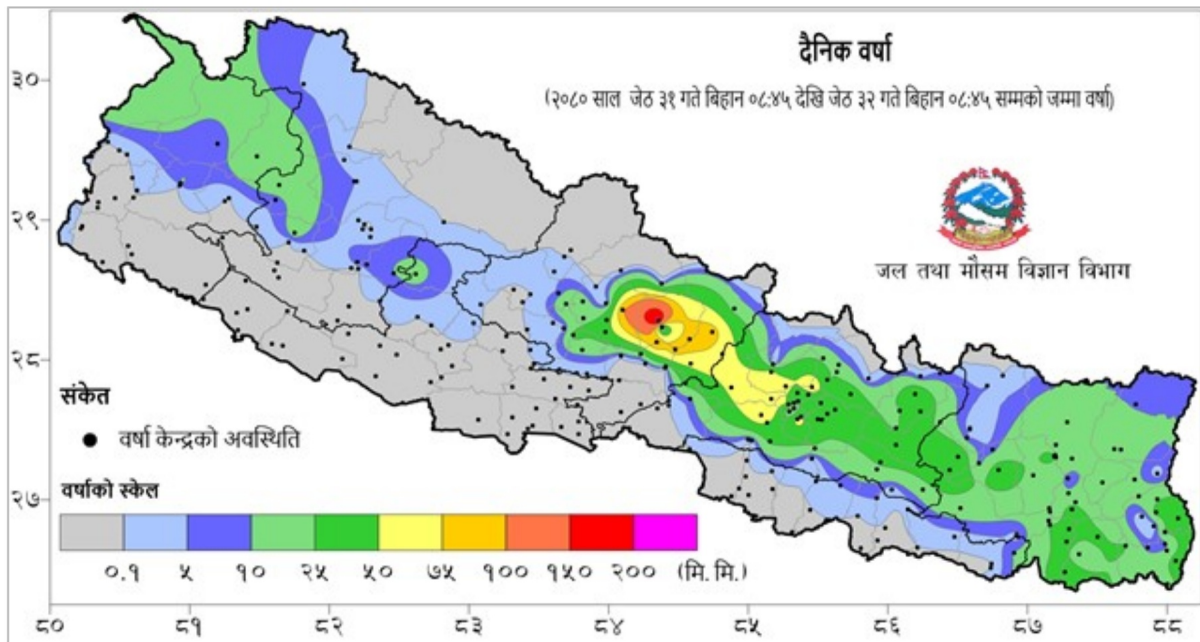 दैनिक वर्षा
(२०८० साल जेठ ३१ गते बिहान ०८:४५ देखि जेठ ३२ गते बिहान ०८:४५ सम्मको जम्मा वर्षा)
३०
२९
जल तथा मौसम विज्ञान विभाग
२८
संकेत
वर्षा केन्द्रको अवस्थिति
वर्षाको स्केल
२७
०.१ ५ १० २५ ५० ७५ १०० १५० २०० (मि.मि.)
८० ८१ ८२ ८३ ८४ ८५ ८६ ८७ ८८